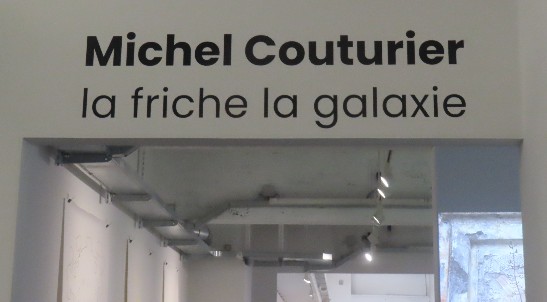 Michel Couturier
la friche la galaxie